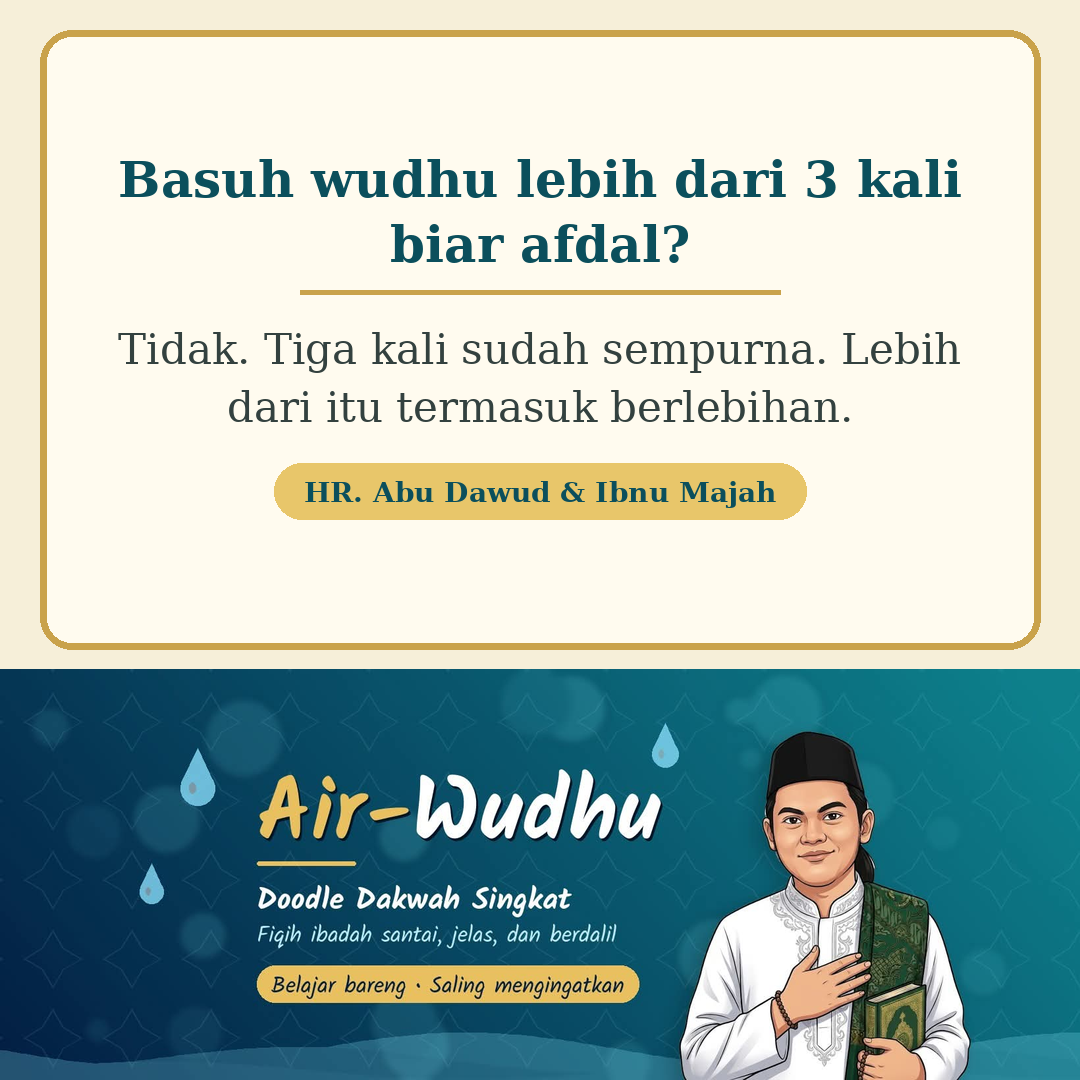 Basuh wudhu lebih dari 3 kali
biar afdal?
Tidak. Tiga kali sudah sempurna. Lebih
dari itu termasuk berlebihan.
HR. Abu Dawud & Ibnu Majah
Air-Wudhu
Doodle Dakwah Singkat
Fiqih ibadah santai, jelas, dan berdalil
Belajar bareng • Saling mengingatkan